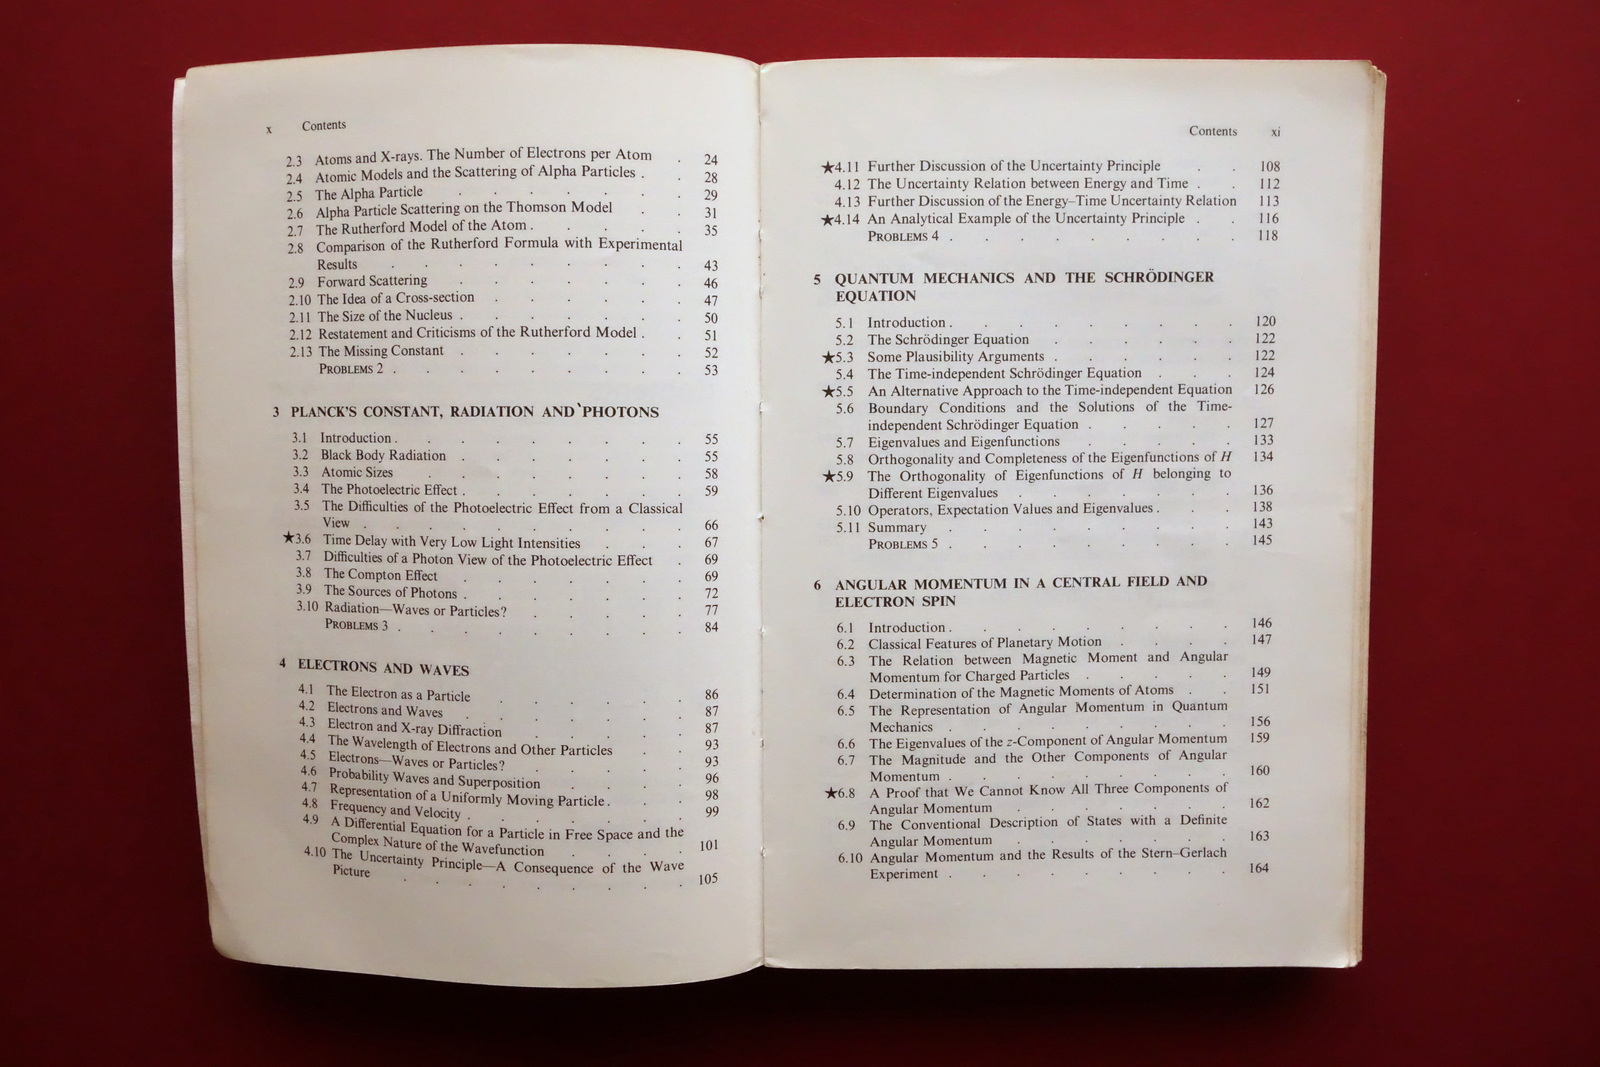 x Contents
2.3 Atoms and X-rays. The Number of Electrons per Atom . 24
2.4 Atomic Models and the Scattering of Alpha Particles . . 28
2.5 The Alpha Particle . . . . . . 29
2.6 Alpha Particle Scattering on the Thomson Model . . 31
2.7 The Rutherford Model of the Atom . . . . . 35
2.8 Comparison of the Rutherford Formula with Experimental
Results . . . . . . . . . 43
2.9 Forward Scattering . . . . . . 46
2.10 The Idea of a Cross-section . . . . . 47
2.11 The Size of the Nucleus . . . . . . 50
2.12 Restatement and Criticisms of the Rutherford Model . . 51
2.13 The Missing Constant . . . . . . 52
PROBLEMS 2 . . . . . . . . . 53
3 PLANCK'S CONSTANT, RADIATION AND PHOTONS
3.1 Introduction . . . . . . . . 55
3.2 Black Body Radiation . . . . . . 55
3.3 Atomic Sizes . . . . . . . 58
3.4 The Photoelectric Effect . . . . . . 59
3.5 The Difficulties of the Photoelectric Effect from a Classical
View . . . . . . . . . 66
★3.6 Time Delay with Very Low Light Intensities . . . 67
3.7 Difficulties of a Photon View of the Photoelectric Effect . 69
3.8 The Compton Effect . . . . . . 69
3.9 The Sources of Photons . . . . . . 72
3.10 Radiation—Waves or Particles? . . . . 77
PROBLEMS 3 . . . . . . . . . 84
4 ELECTRONS AND WAVES
4.1 The Electron as a Particle . . . . . 86
4.2 Electrons and Waves . . . . . . 87
4.3 Electron and X-ray Diffraction . . . . . 87
4.4 The Wavelength of Electrons and Other Particles . . 93
4.5 Electrons—Waves or Particles? . . . . 93
4.6 Probability Waves and Superposition . . . . 96
4.7 Representation of a Uniformly Moving Particle . . . 98
4.8 Frequency and Velocity . . . . . . 99
4.9 A Differential Equation for a Particle in Free Space and the
Complex Nature of the Wavefunction . . . . 101
4.10 The Uncertainty Principle—A Consequence of the Wave
Picture . . . . . . . . . 105
Contents xi
★4.11 Further Discussion of the Uncertainty Principle . . 108
4.12 The Uncertainty Relation between Energy and Time . . 112
4.13 Further Discussion of the Energy–Time Uncertainty Relation 113
★4.14 An Analytical Example of the Uncertainty Principle . . 116
PROBLEMS 4 . . . . . . . . . 118
5 QUANTUM MECHANICS AND THE SCHRÖDINGER
EQUATION
5.1 Introduction . . . . . . . . 120
5.2 The Schrödinger Equation . . . . . . 122
★5.3 Some Plausibility Arguments . . . . . . 122
5.4 The Time-independent Schrödinger Equation . . . 124
★5.5 An Alternative Approach to the Time-independent Equation 126
5.6 Boundary Conditions and the Solutions of the Time-
independent Schrödinger Equation . . . . . 127
5.7 Eigenvalues and Eigenfunctions . . . . . 133
5.8 Orthogonality and Completeness of the Eigenfunctions of H 134
★5.9 The Orthogonality of Eigenfunctions of H belonging to
Different Eigenvalues . . . . . . . 136
5.10 Operators, Expectation Values and Eigenvalues . . . 138
5.11 Summary . . . . . . . . 143
PROBLEMS 5 . . . . . . . . . 145
6 ANGULAR MOMENTUM IN A CENTRAL FIELD AND
ELECTRON SPIN
6.1 Introduction . . . . . . . . 146
6.2 Classical Features of Planetary Motion . . . . 147
6.3 The Relation between Magnetic Moment and Angular
Momentum for Charged Particles . . . . . 149
6.4 Determination of the Magnetic Moments of Atoms . . 151
6.5 The Representation of Angular Momentum in Quantum
Mechanics . . . . . . . . 156
6.6 The Eigenvalues of the z-Component of Angular Momentum 159
6.7 The Magnitude and the Other Components of Angular
Momentum . . . . . . . . 160
★6.8 A Proof that We Cannot Know All Three Components of
Angular Momentum . . . . . . . 162
6.9 The Conventional Description of States with a Definite
Angular Momentum . . . . . . . 163
6.10 Angular Momentum and the Results of the Stern–Gerlach
Experiment . . . . . . . . 164